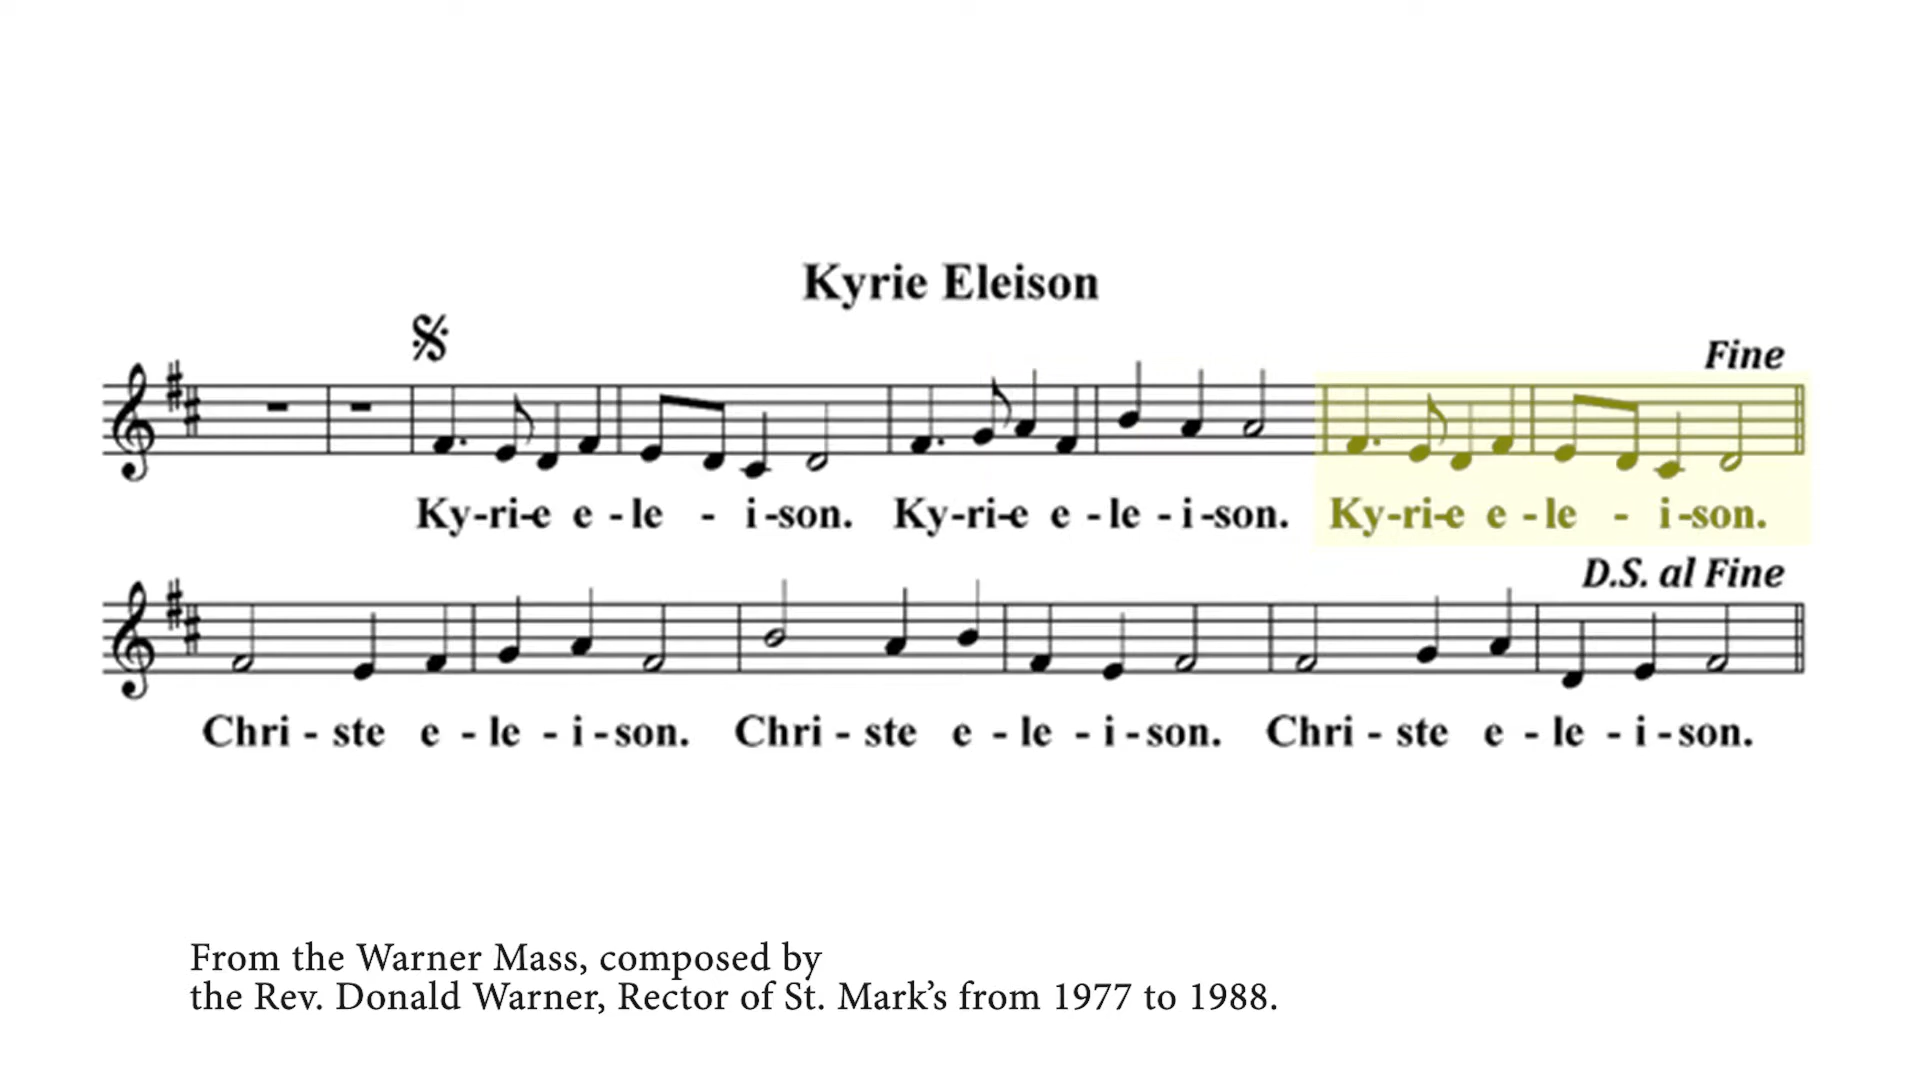 Kyrie Eleison
Fine
Ky-ri-e e-le - i-son. Ky-ri-e e-le-i-son. Ky-ri-e e-le - i-son.
D.S. al Fine
Chri-ste e-le-i-son. Chri-ste e-le-i-son. Chri-ste e-le-i-son.
From the Warner Mass, composed by
the Rev. Donald Warner, Rector of St. Mark’s from 1977 to 1988.